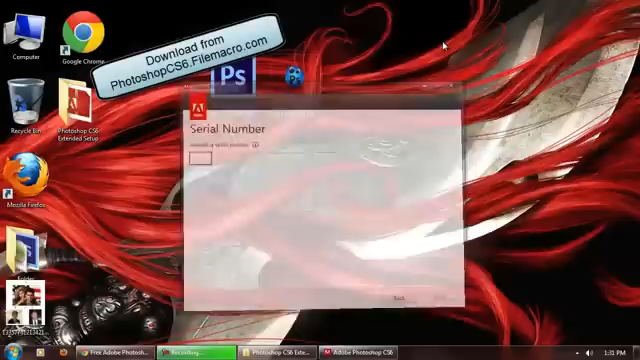 Download from
PhotoshopCS6.Filemacro.com
Computer
Google Chrome
Ps
Recycle Bin
Photoshop CS6
Extended Setup
Serial Number
Mozilla Firefox
Folder
Back
Free Adobe Photosh...
Recording...
Photoshop CS6 Exte...
Adobe Photoshop CS6
1:31 PM